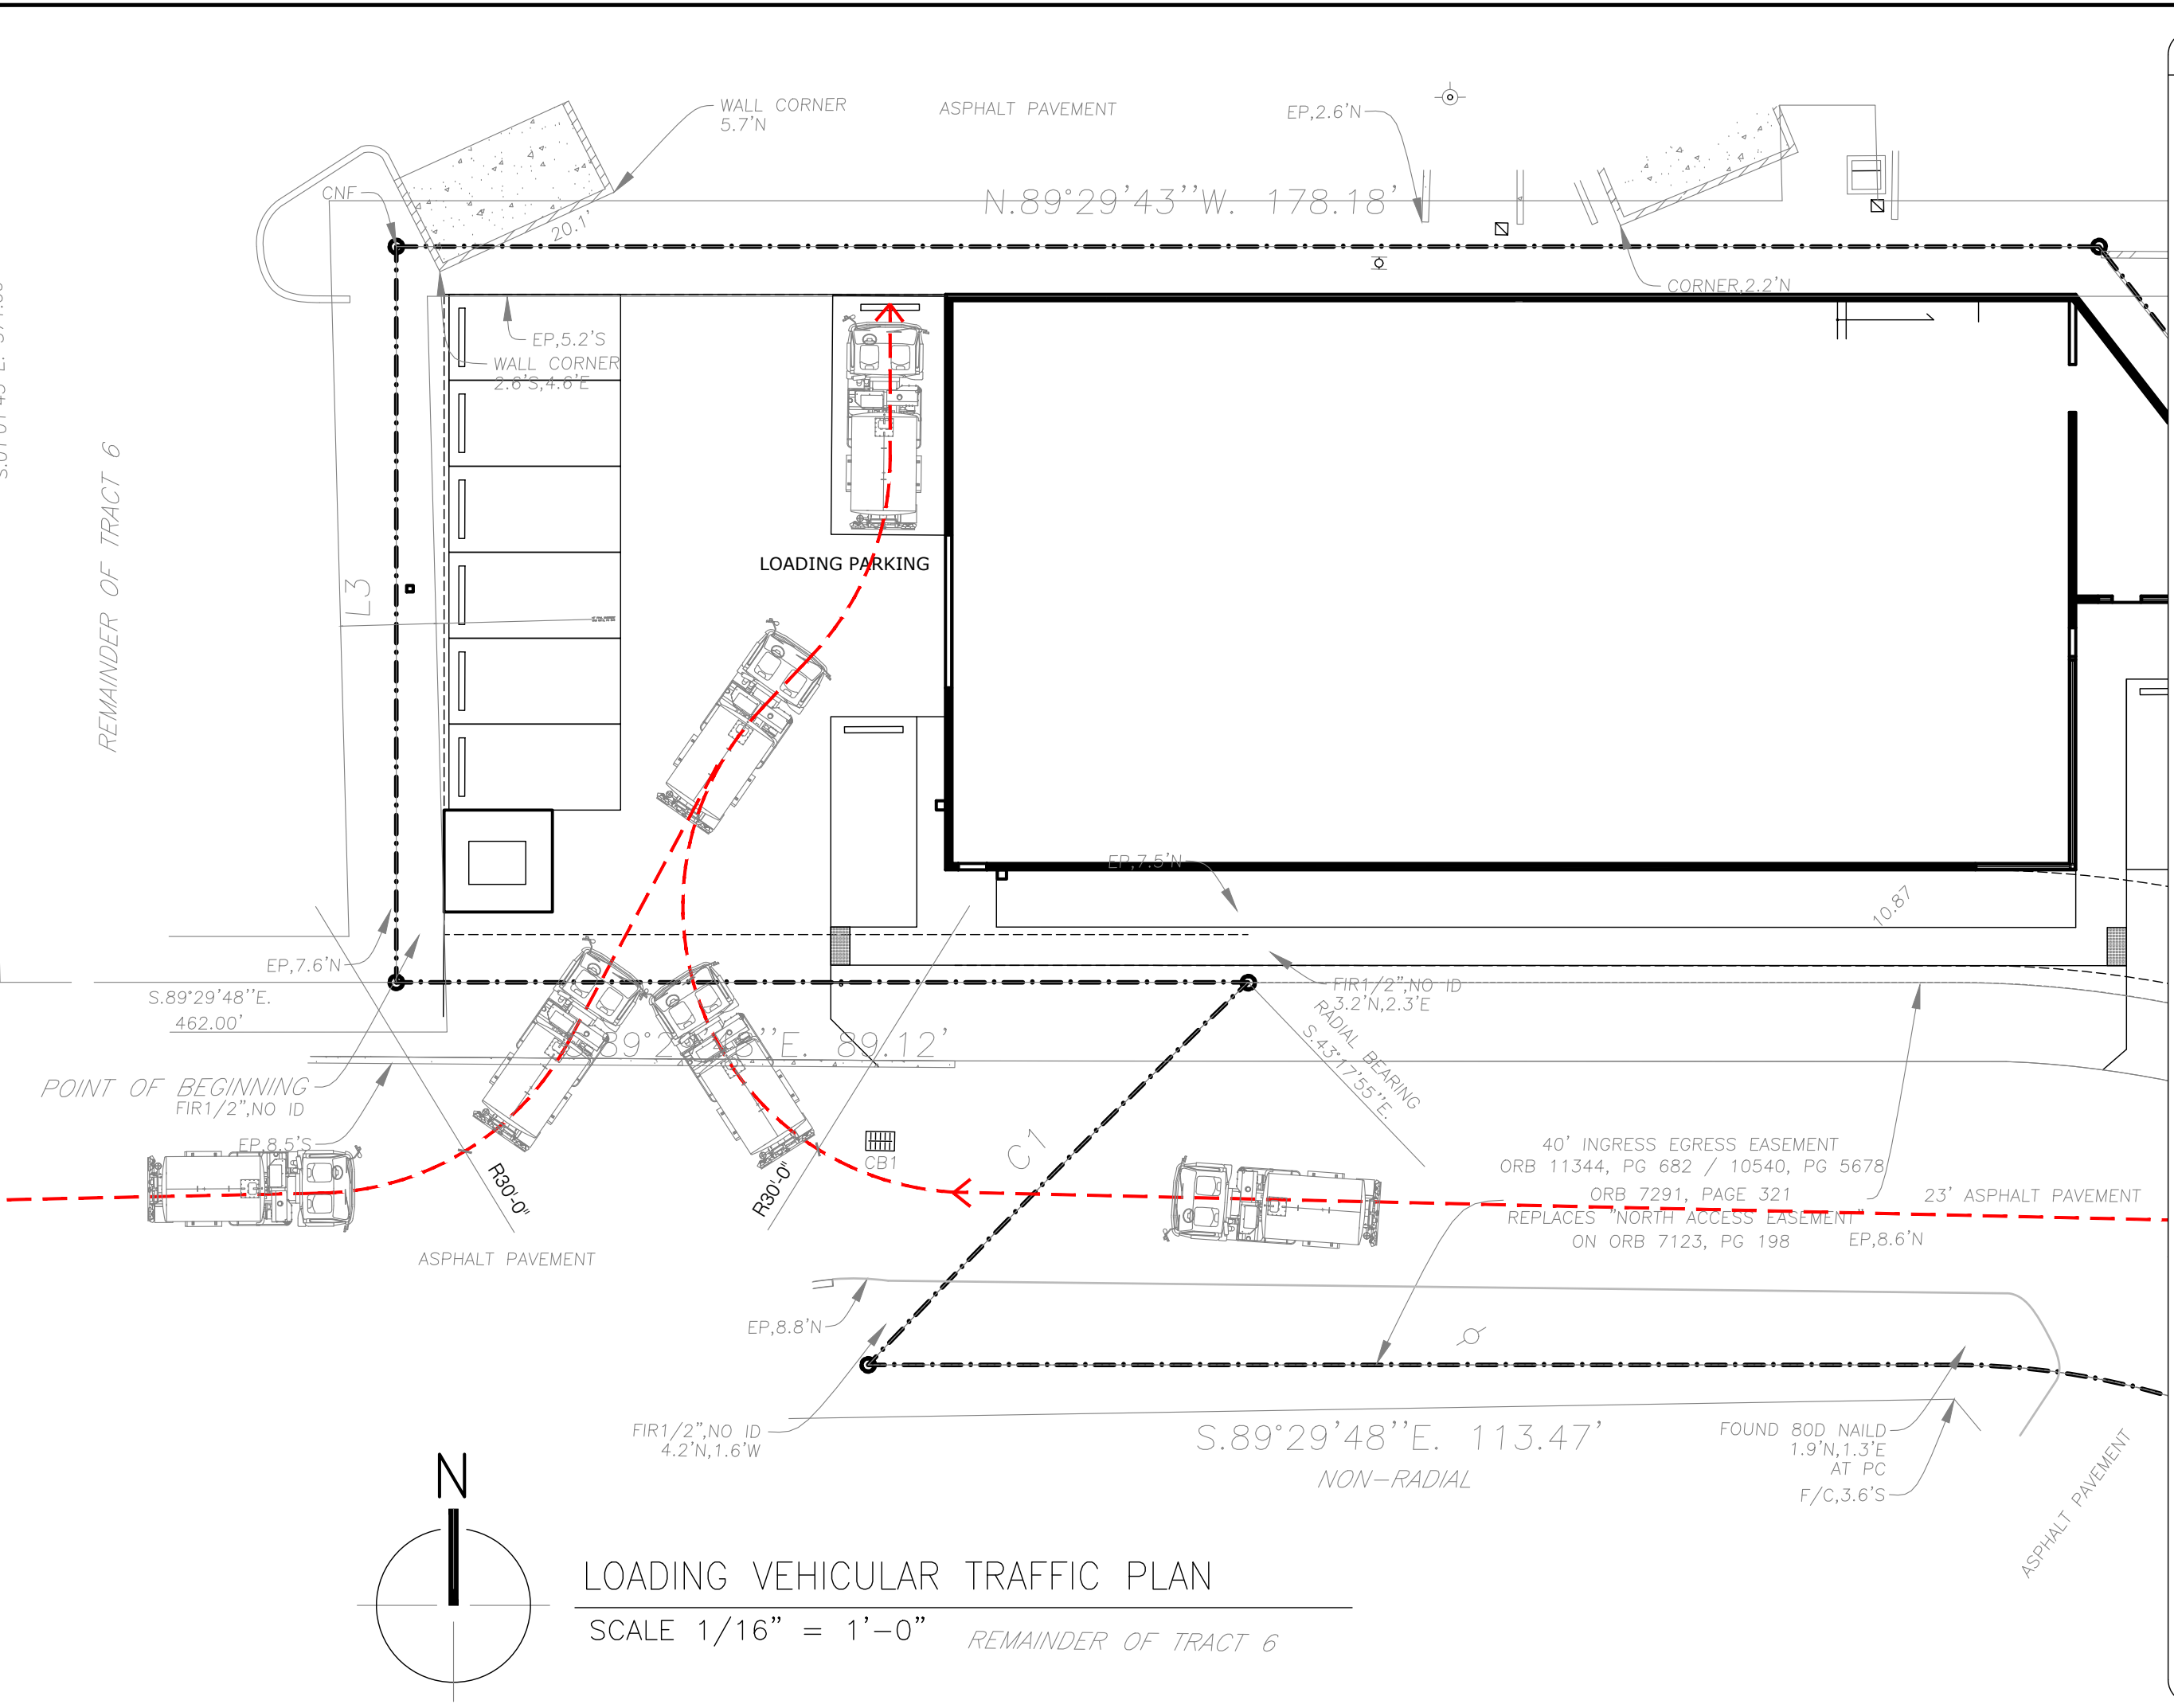 WALL CORNER
5.7'N
ASPHALT PAVEMENT
EP,2.6'N
CNF
N.89°29'43''W. 178.18'
20.1'
CORNER,2.2'N
EP,5.2'S
WALL CORNER
2.8'S,4.6'E
REMAINDER OF TRACT 6
L3
LOADING PARKING
EP,7.5'N
10.87
EP,7.6'N
S.89°29'48''E.
462.00'
FIR1/2",NO ID
3.2'N,2.3'E
RADIAL BEARING
S.43°17'55''E.
89.12'
POINT OF BEGINNING
FIR1/2",NO ID
EP,8.5'S
CB1
C1
R30'-0"
R30'-0"
40' INGRESS EGRESS EASEMENT
ORB 11344, PG 682 / 10540, PG 5678
ORB 7291, PAGE 321
REPLACES "NORTH ACCESS EASEMENT"
ON ORB 7123, PG 198
23' ASPHALT PAVEMENT
EP,8.6'N
ASPHALT PAVEMENT
EP,8.8'N
FIR1/2",NO ID
4.2'N,1.6'W
S.89°29'48''E. 113.47'
NON-RADIAL
FOUND 80D NAILD
1.9'N,1.3'E
AT PC
F/C,3.6'S
ASPHALT PAVEMENT
N
LOADING VEHICULAR TRAFFIC PLAN
SCALE 1/16" = 1'-0"
REMAINDER OF TRACT 6